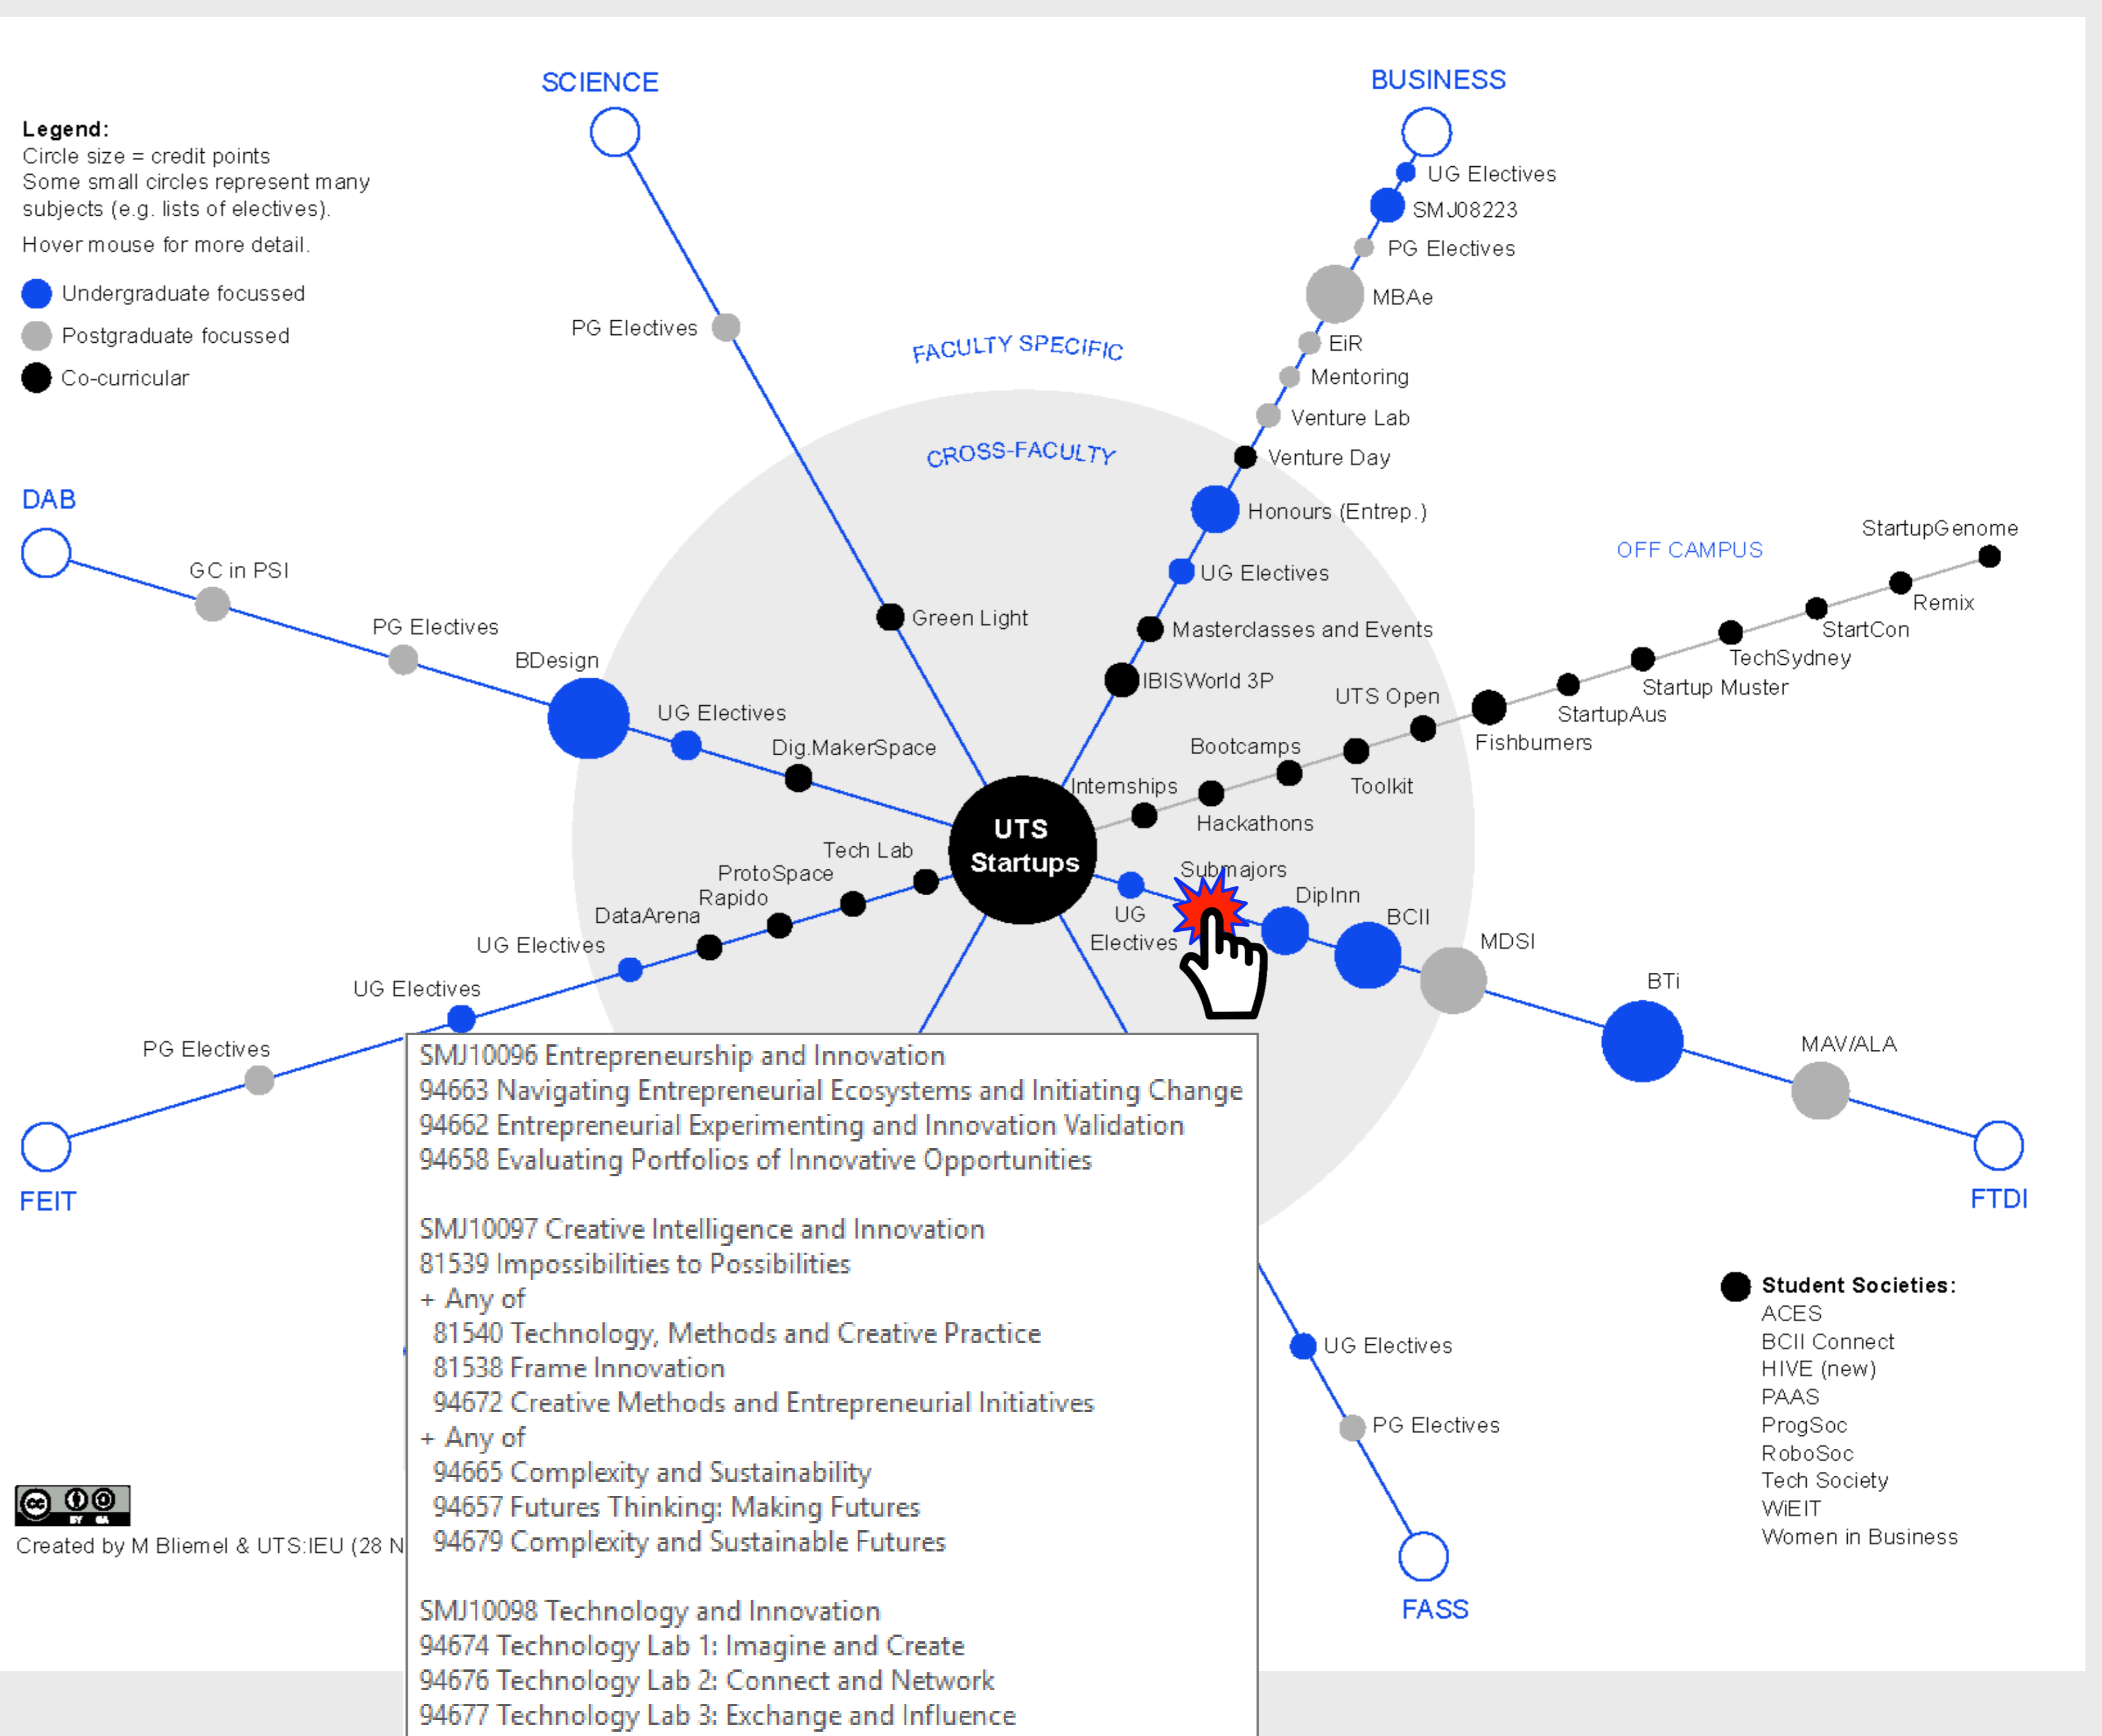 SCIENCE
BUSINESS
Legend:
Circle size = credit points
Some small circles represent many
subjects (e.g. lists of electives).
Hover mouse for more detail.
Undergraduate focussed
Postgraduate focussed
Co-curricular
UG Electives
SMJ08223
PG Electives
MBAe
EiR
Mentoring
Venture Lab
Venture Day
Honours (Entrep.)
UG Electives
Masterclasses and Events
IBISWorld 3P
PG Electives
Green Light
FACULTY SPECIFIC
CROSS-FACULTY
DAB
GC in PSI
PG Electives
BDesign
UG Electives
Dig.MakerSpace
OFF CAMPUS
StartupGenome
Remix
StartCon
TechSydney
Startup Muster
StartupAus
Fishburners
UTS Open
Toolkit
Bootcamps
Hackathons
Internships
UTS
Startups
Tech Lab
ProtoSpace
Rapido
DataArena
UG Electives
UG Electives
PG Electives
FEIT
UG
Electives
Submajors
DipInn
BCII
MDSI
BTi
MAV/ALA
FTDI
SMJ10096 Entrepreneurship and Innovation
94663 Navigating Entrepreneurial Ecosystems and Initiating Change
94662 Entrepreneurial Experimenting and Innovation Validation
94658 Evaluating Portfolios of Innovative Opportunities
SMJ10097 Creative Intelligence and Innovation
81539 Impossibilities to Possibilities
+ Any of
81540 Technology, Methods and Creative Practice
81538 Frame Innovation
94672 Creative Methods and Entrepreneurial Initiatives
+ Any of
94665 Complexity and Sustainability
94657 Futures Thinking: Making Futures
94679 Complexity and Sustainable Futures
SMJ10098 Technology and Innovation
94674 Technology Lab 1: Imagine and Create
94676 Technology Lab 2: Connect and Network
94677 Technology Lab 3: Exchange and Influence
UG Electives
PG Electives
FASS
Student Societies:
ACES
BCII Connect
HIVE (new)
PAAS
ProgSoc
RoboSoc
Tech Society
WiEIT
Women in Business
cc
BY SA
Created by M Bliemel & UTS:IEU (28 N